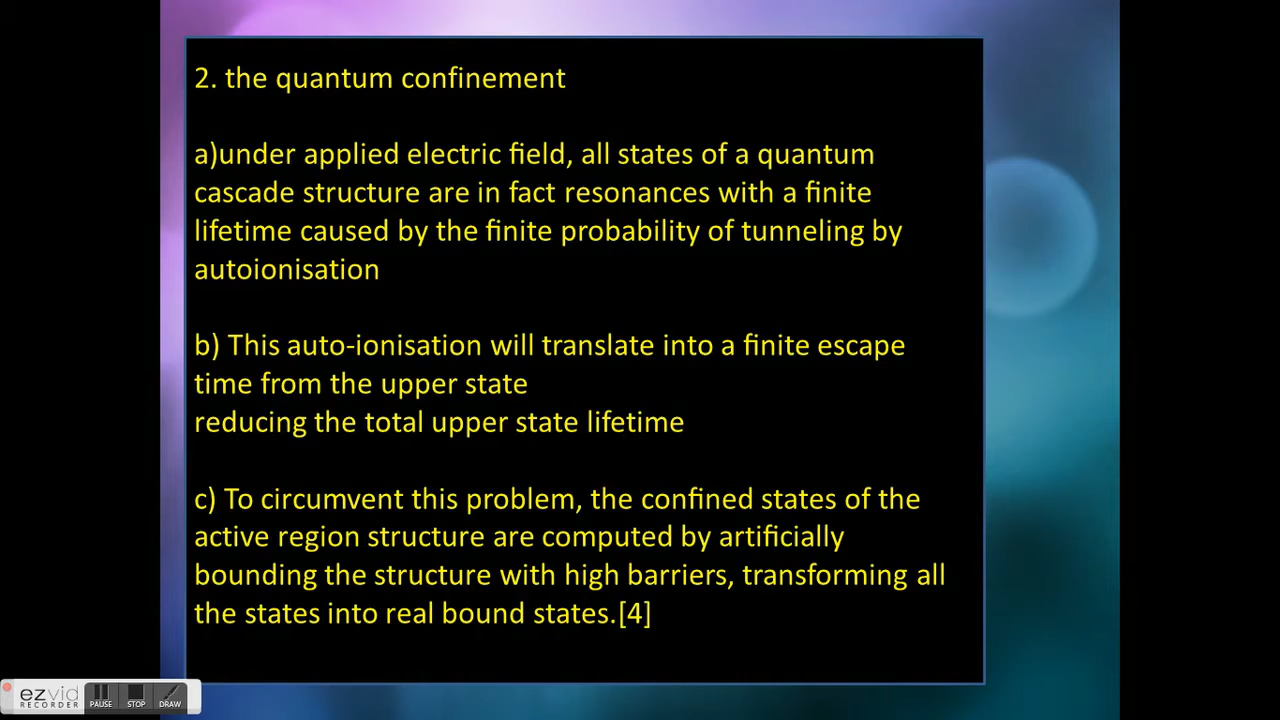 2. the quantum confinement
a)under applied electric field, all states of a quantum
cascade structure are in fact resonances with a finite
lifetime caused by the finite probability of tunneling by
autoionisation
b) This auto-ionisation will translate into a finite escape
time from the upper state
reducing the total upper state lifetime
c) To circumvent this problem, the confined states of the
active region structure are computed by artificially
bounding the structure with high barriers, transforming all
the states into real bound states.[4]
ezvid
RECORDER
PAUSE
STOP
DRAW